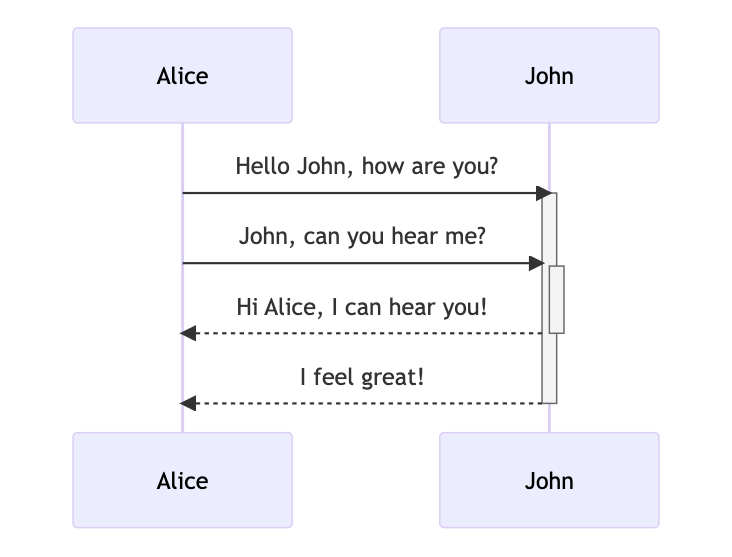 Alice
John
Hello John, how are you?
John, can you hear me?
Hi Alice, I can hear you!
I feel great!
Alice
John